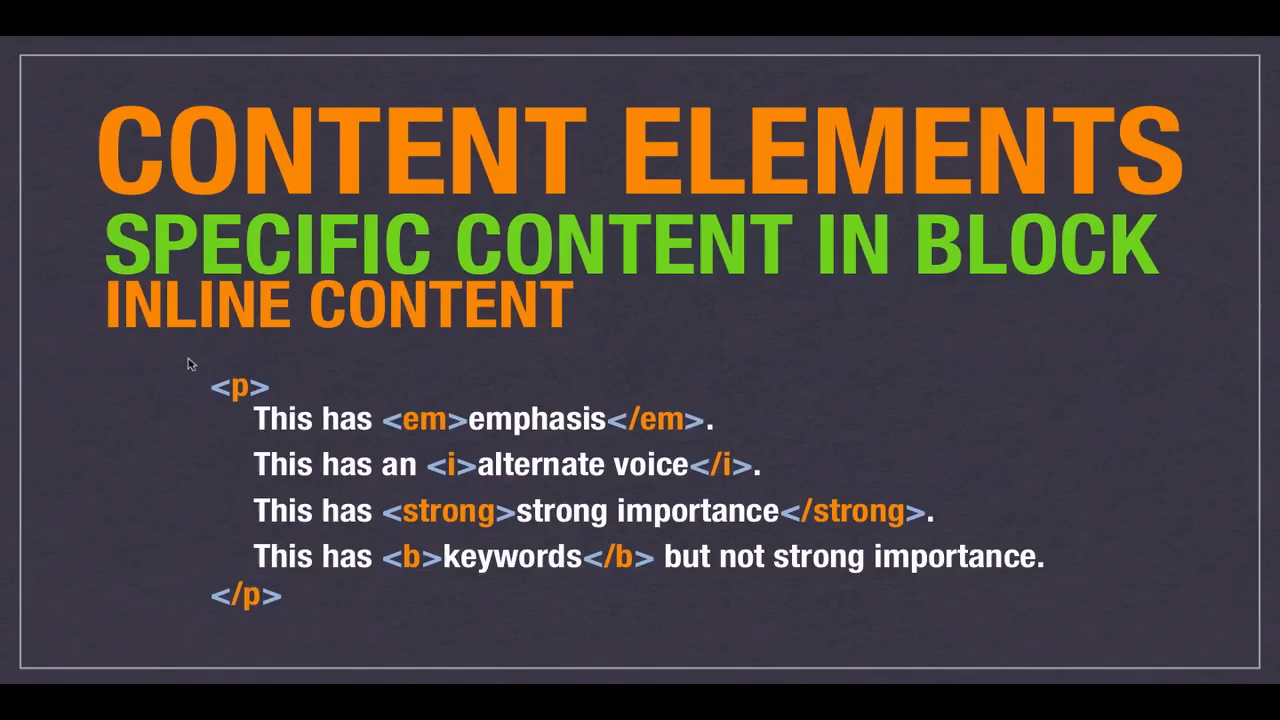 CONTENT ELEMENTS
SPECIFIC CONTENT IN BLOCK
INLINE CONTENT
<p>
This has <em>emphasis</em>.
This has an <i>alternate voice</i>.
This has <strong>strong importance</strong>.
This has <b>keywords</b> but not strong importance.
</p>